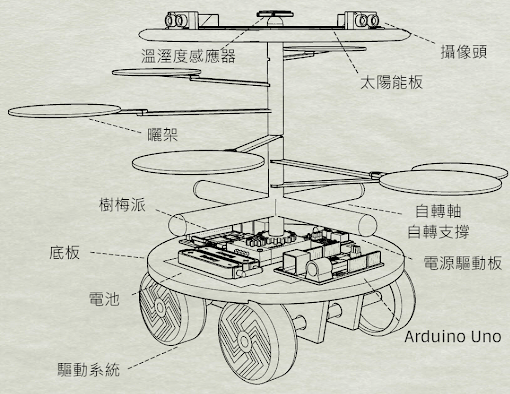 攝像頭
溫溼度感應器
太陽能板
曬架
樹梅派
自轉軸
自轉支撐
底板
電源驅動板
電池
Arduino Uno
驅動系統